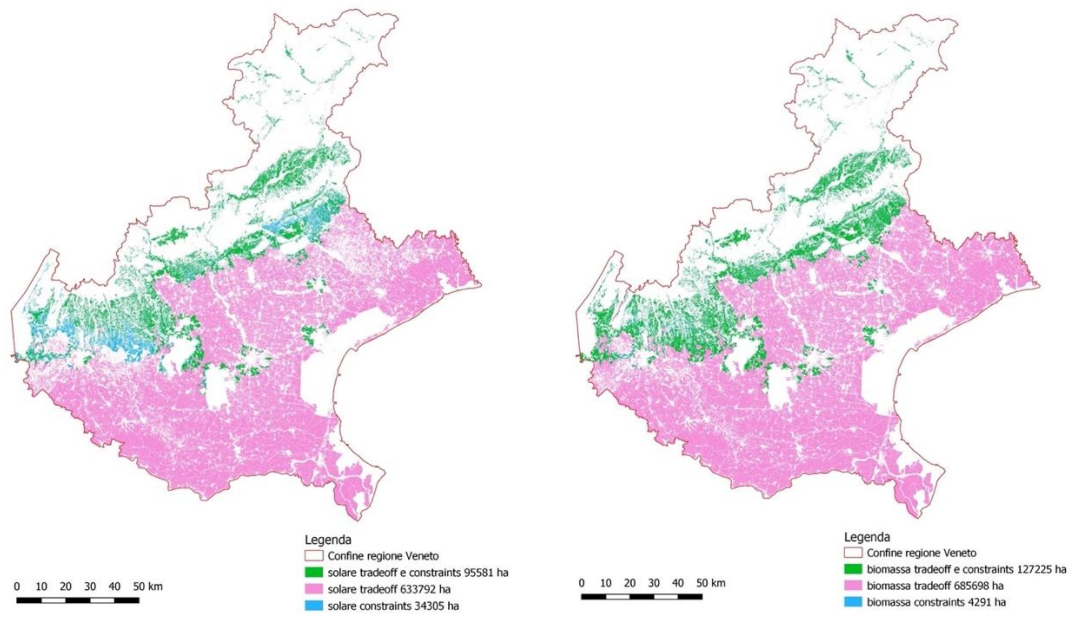 Legenda
Confine regione Veneto
solare tradeoff e constraints 95581 ha
solare tradeoff 633792 ha
solare constraints 34305 ha
0 10 20 30 40 50 km
Legenda
Confine regione Veneto
biomassa tradeoff e constraints 127225 ha
biomassa tradeoff 685698 ha
biomassa constraints 4291 ha
0 10 20 30 40 50 km